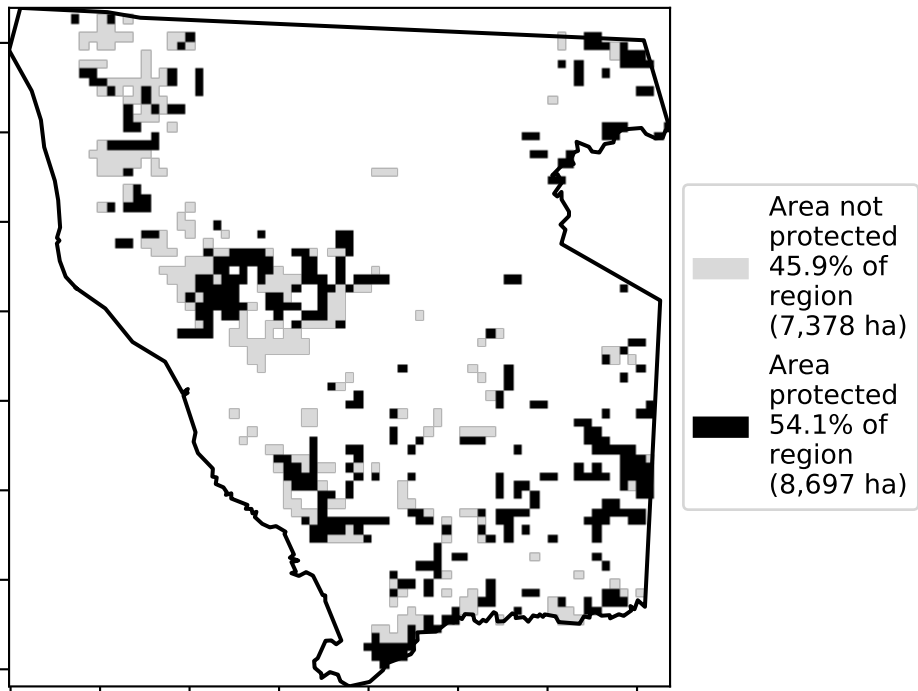 Area not
protected
45.9% of
region
(7,378 ha)
Area
protected
54.1% of
region
(8,697 ha)